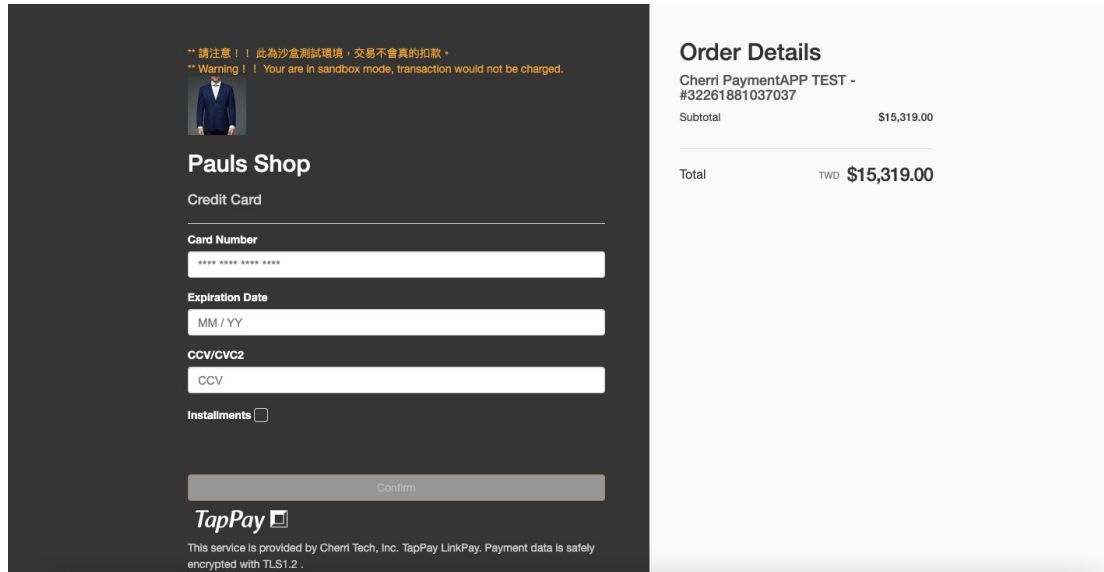 ** 請注意！！ 此為沙盒測試環境，交易不會真的扣款。
** Warning！！ Your are in sandbox mode, transaction would not be charged.
Pauls Shop
Credit Card
Card Number
**** **** **** ****
Expiration Date
MM / YY
CCV/CVC2
CCV
Installments
Confirm
TapPay
This service is provided by Cherri Tech, Inc. TapPay LinkPay. Payment data is safely
encrypted with TLS1.2 .
Order Details
Cherri PaymentAPP TEST -
#32261881037037
Subtotal $15,319.00
Total TWD $15,319.00